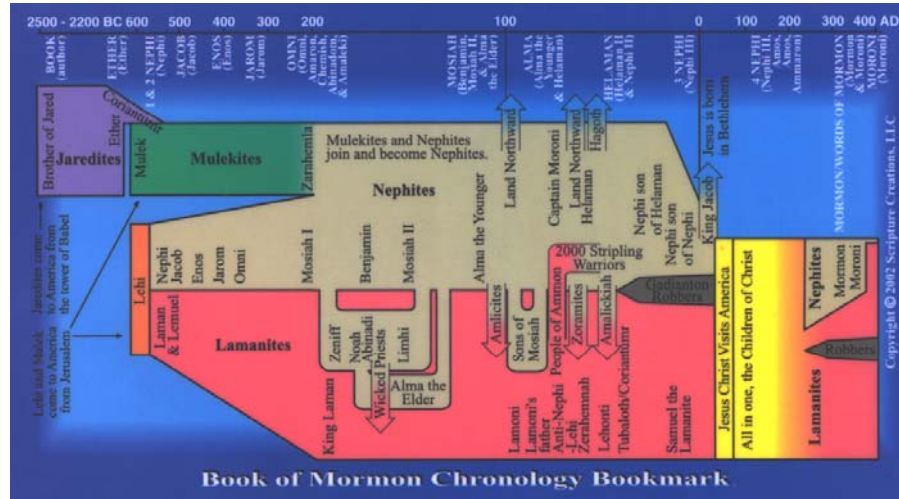 2500 - 2200 BC 600 500 400 300 200 100 0 100 200 300 400 AD
BOOK
(author)
ETHER
(Ether)
1 & 2 NEPHI
(Nephi)
JACOB
(Jacob)
ENOS
(Enos)
JAROM
(Jarom)
OMNI
(Omni,
Amaron,
Chemish,
Abinadom,
& Amaleki)
MOSIAH
(Benjamin,
Mosiah II
& Alma
the Elder)
ALMA
(Alma the
Younger
& Helaman)
HELAMAN
(Helaman II
& Nephi II)
3 NEPHI
(Nephi III)
4 NEPHI
(Nephi III,
Amos,
Amos,
Ammaron)
MORMON/WORDS OF MORMON
(Mormon
& Moroni)
MORONI
(Moroni)
Brother of Jared
Jaredites
Ether
Coriantumr
Mulek
Mulekites
Zarahemla
Mulekites and Nephites
join and become Nephites.
Nephites
Land Northward
Captain Moroni
Land Northward
Helaman
Hagoth
Nephi son
of Helaman
Nephi son
of Nephi
King Jacob
Jesus is born
in Bethlehem
Jaredites come
to America from
the tower of Babel
Lehi and Mulek
come to America
from Jerusalem
Lehi
Nephi
Jacob
Enos
Jarom
Omni
Mosiah I
Benjamin
Mosiah II
Alma the Younger
2000 Stripling
Warriors
Gadianton
Robbers
Laman
& Lemuel
Lamanites
King Laman
Zeniff
Noah
Abinadi
Wicked Priests
Limhi
Alma the
Elder
Amlicites
Sons of
Mosiah
People of Ammon
Zoramites
Amalickiah
Lamoni
Lamoni's
father
Anti-Nephi
-Lehi
Zerahemnah
Lehonti
Tubaloth/Coriantumr
Samuel the
Lamanite
Jesus Christ Visits America
All in one, the Children of Christ
Nephites
Mormon
Moroni
Robbers
Lamanites
Copyright ©2002 Scripture Creations, LLC
Book of Mormon Chronology Bookmark